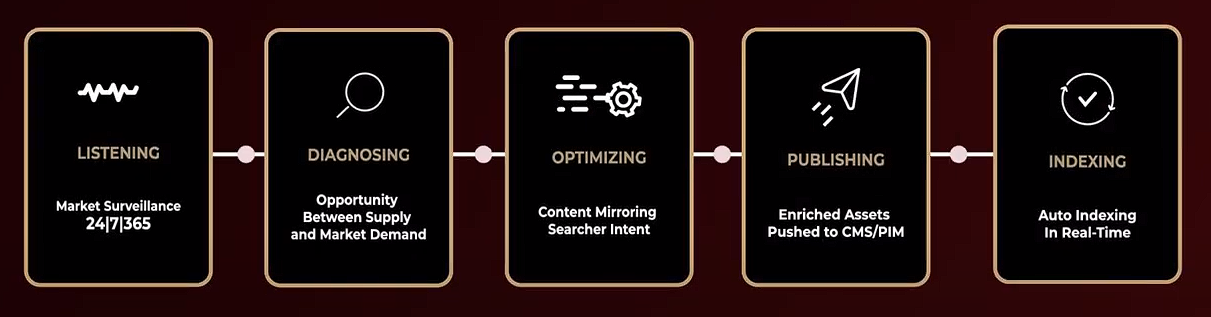 LISTENING
Market Surveillance
24|7|365
DIAGNOSING
Opportunity
Between Supply
and Market Demand
OPTIMIZING
Content Mirroring
Searcher Intent
PUBLISHING
Enriched Assets
Pushed to CMS/PIM
INDEXING
Auto Indexing
In Real-Time